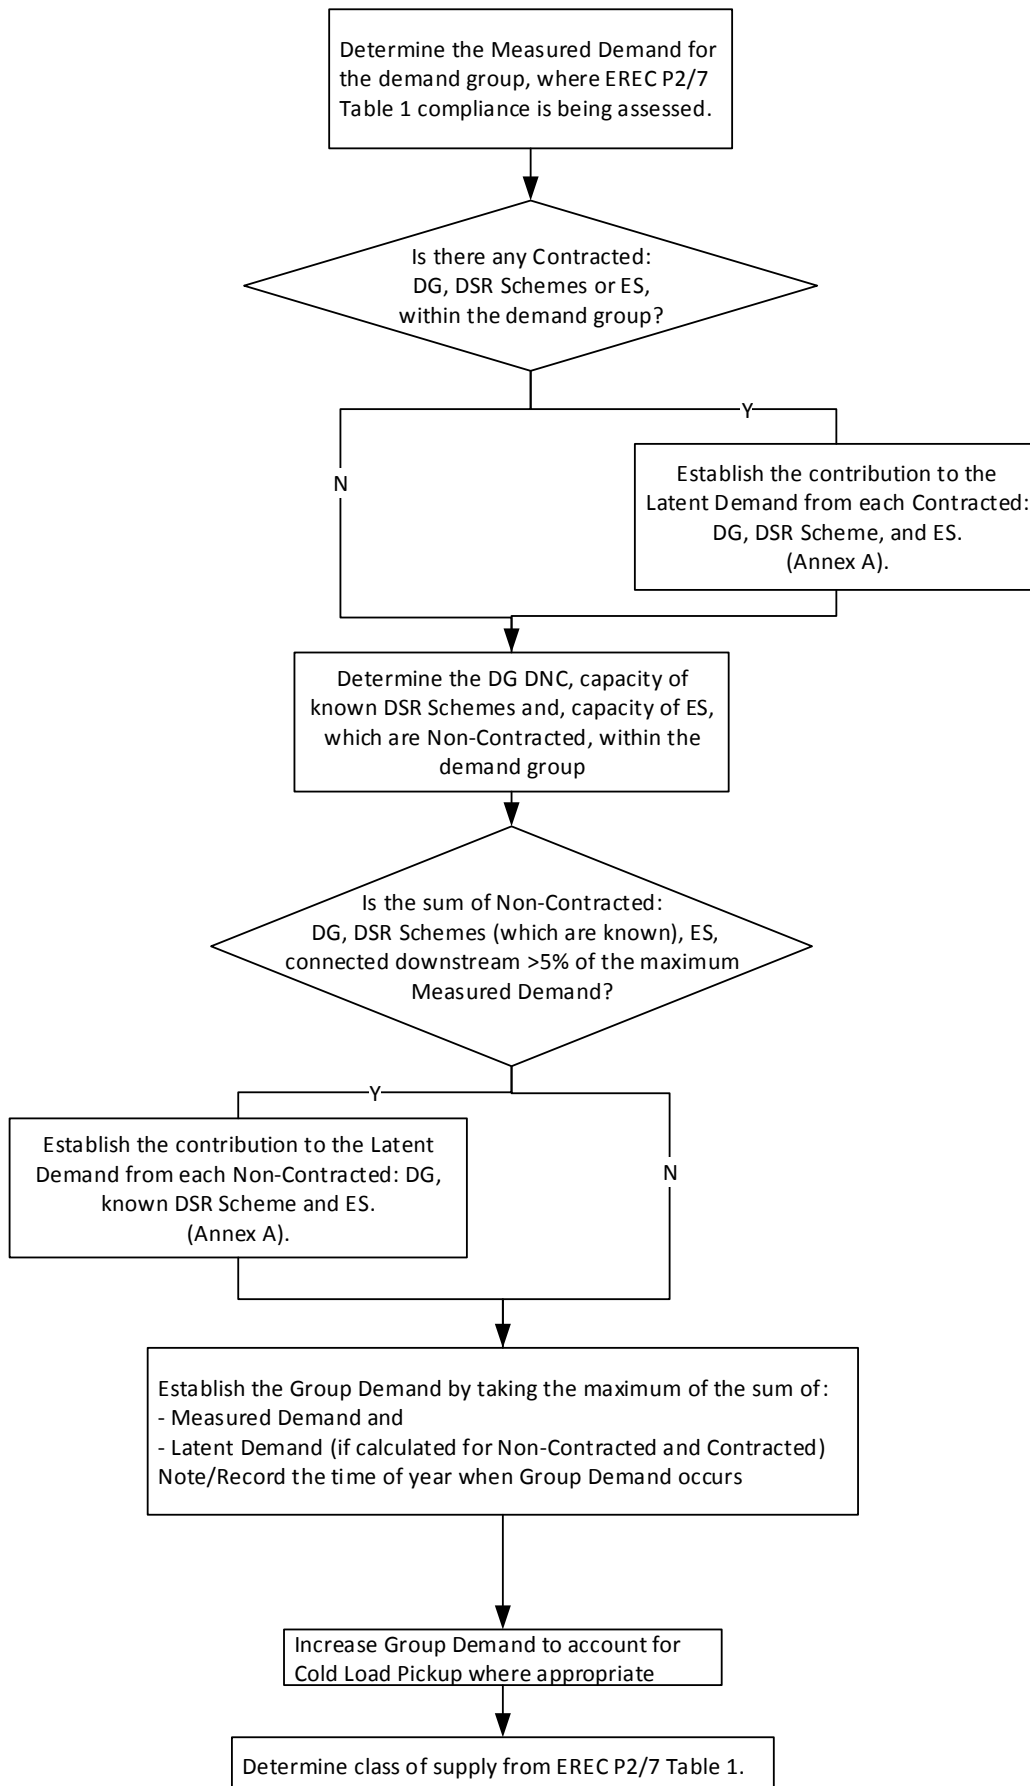 Determine the Measured Demand for
the demand group, where EREC P2/7
Table 1 compliance is being assessed.
Is there any Contracted:
DG, DSR Schemes or ES,
within the demand group?
Y
N
Establish the contribution to the
Latent Demand from each Contracted:
DG, DSR Scheme, and ES.
(Annex A).
Determine the DG DNC, capacity of
known DSR Schemes and, capacity of ES,
which are Non-Contracted, within the
demand group
Is the sum of Non-Contracted:
DG, DSR Schemes (which are known), ES,
connected downstream >5% of the maximum
Measured Demand?
Y
N
Establish the contribution to the Latent
Demand from each Non-Contracted: DG,
known DSR Scheme and ES.
(Annex A).
Establish the Group Demand by taking the maximum of the sum of:
- Measured Demand and
- Latent Demand (if calculated for Non-Contracted and Contracted)
Note/Record the time of year when Group Demand occurs
Increase Group Demand to account for
Cold Load Pickup where appropriate
Determine class of supply from EREC P2/7 Table 1.